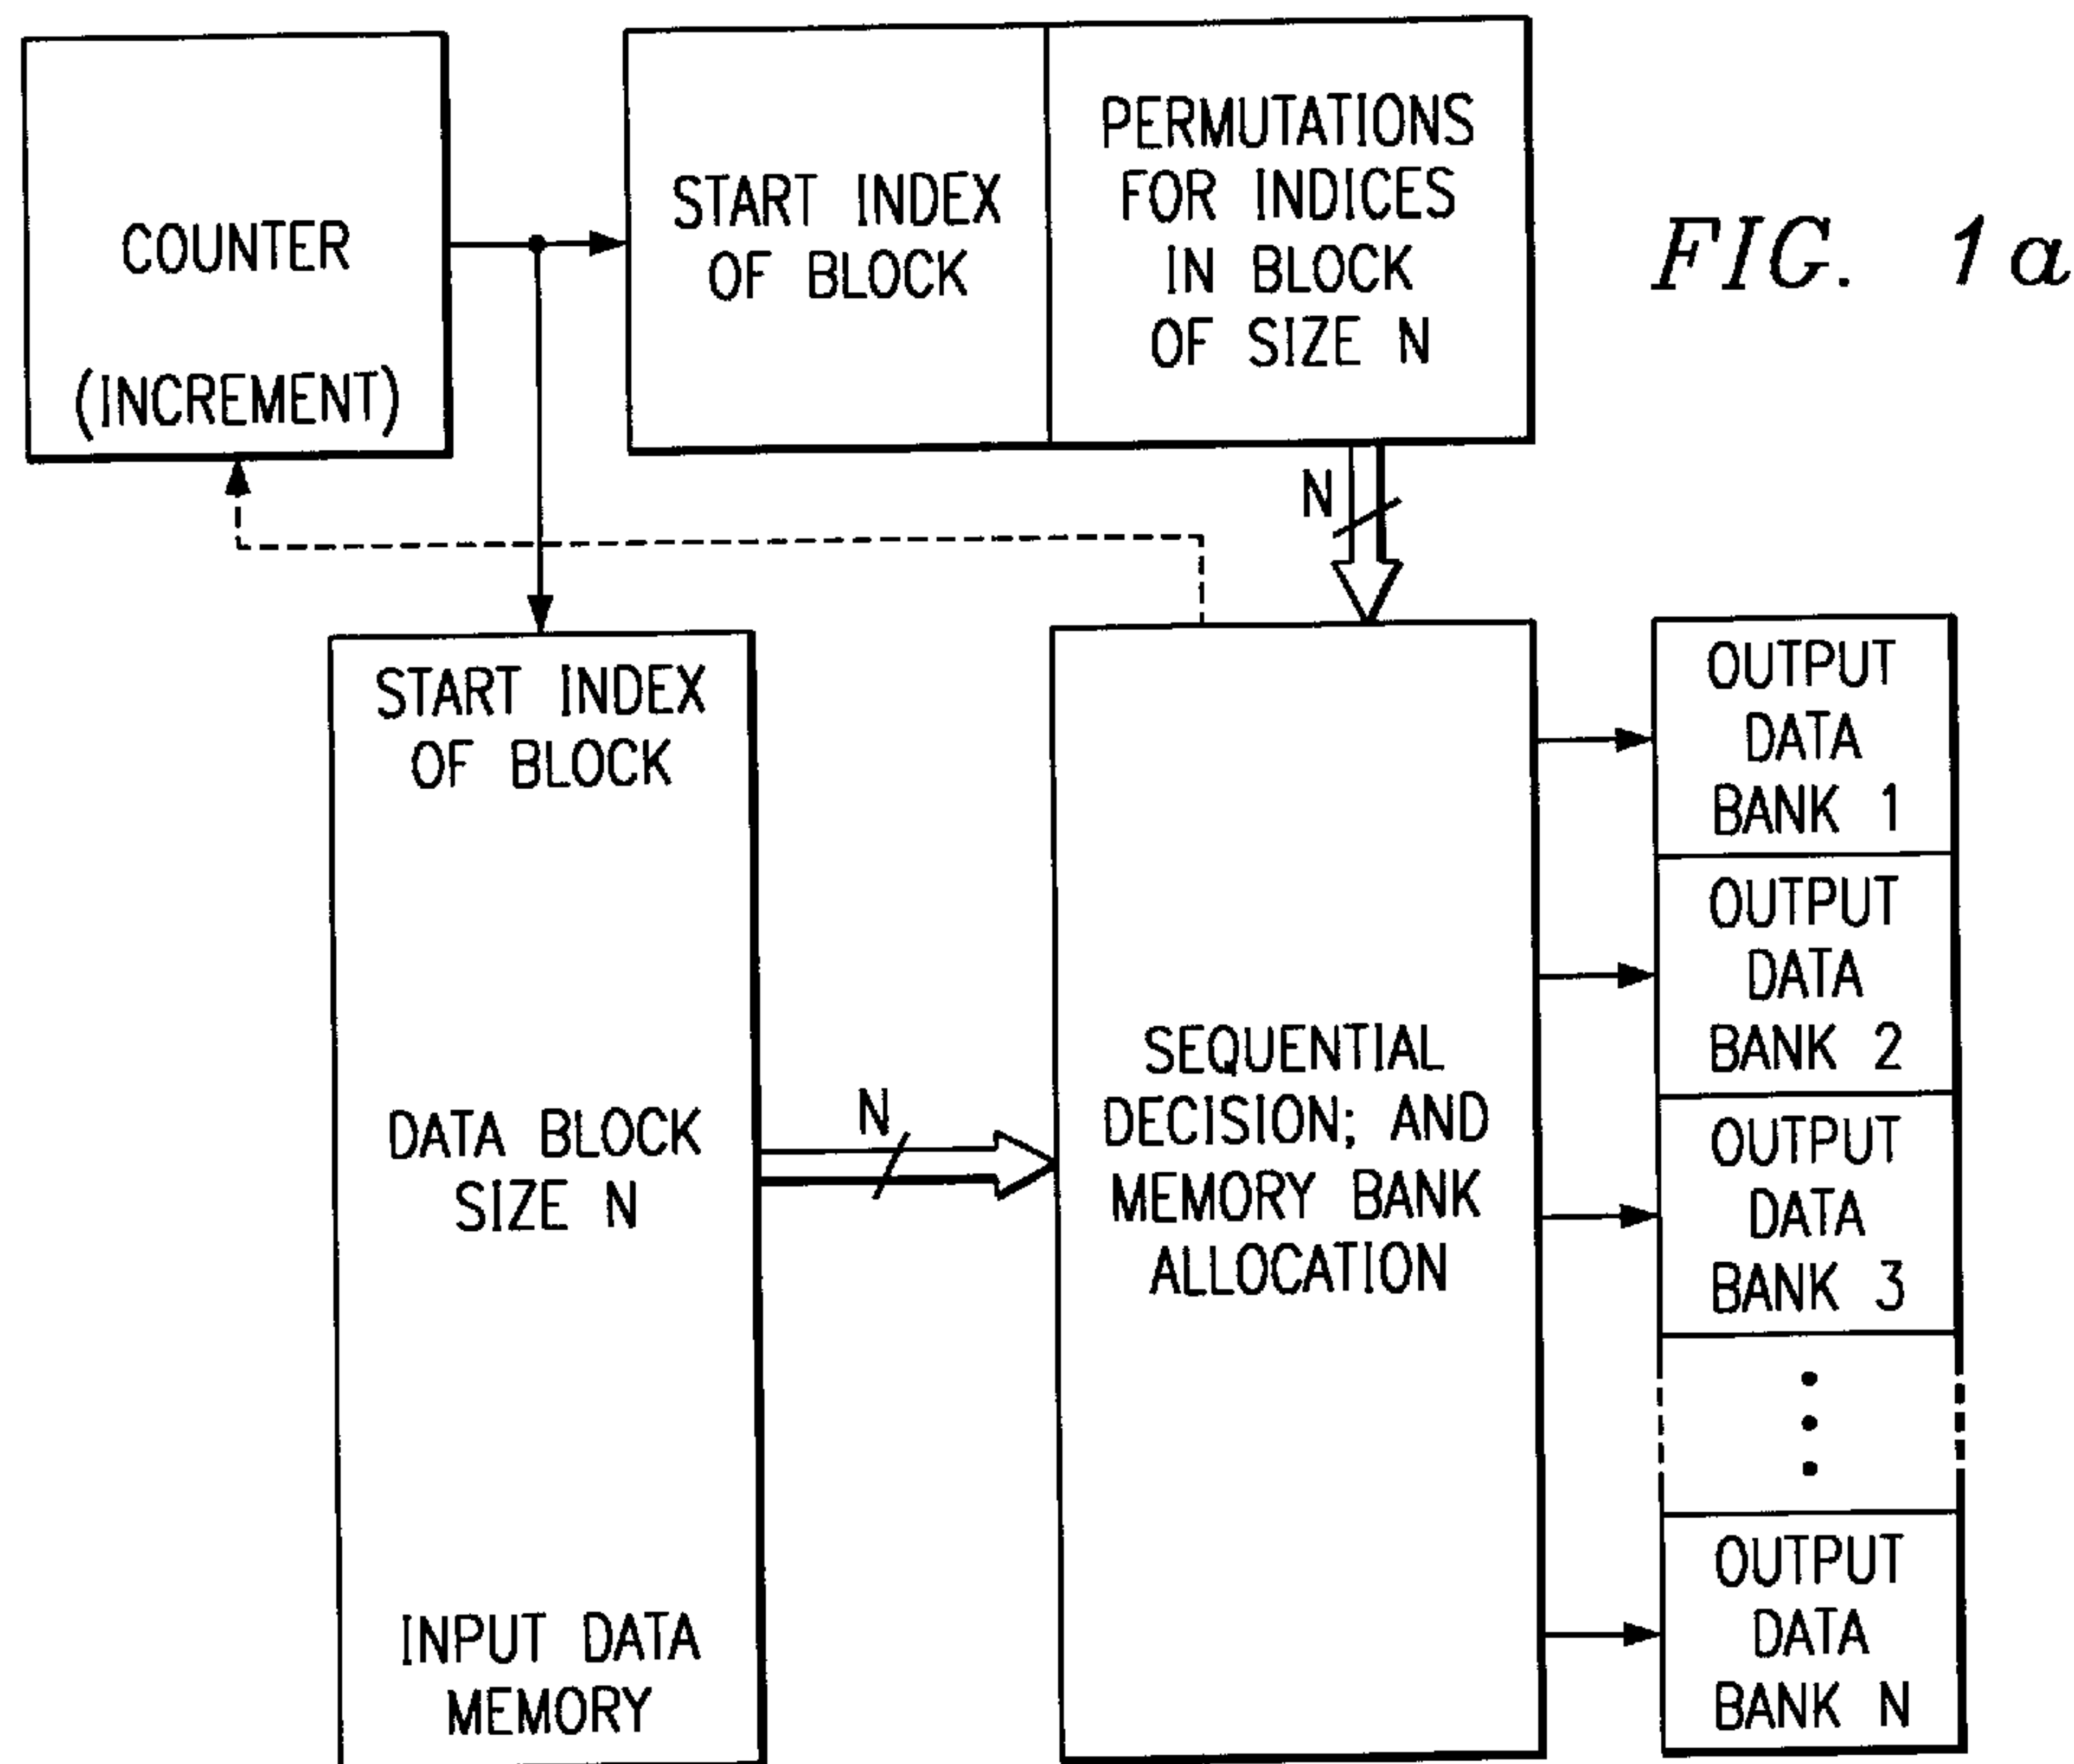 COUNTER
(INCREMENT)
START INDEX
OF BLOCK
PERMUTATIONS
FOR INDICES
IN BLOCK
OF SIZE N
FIG. 1a
N
START INDEX
OF BLOCK
DATA BLOCK
SIZE N
INPUT DATA
MEMORY
N
SEQUENTIAL
DECISION; AND
MEMORY BANK
ALLOCATION
OUTPUT
DATA
BANK 1
OUTPUT
DATA
BANK 2
OUTPUT
DATA
BANK 3
OUTPUT
DATA
BANK N